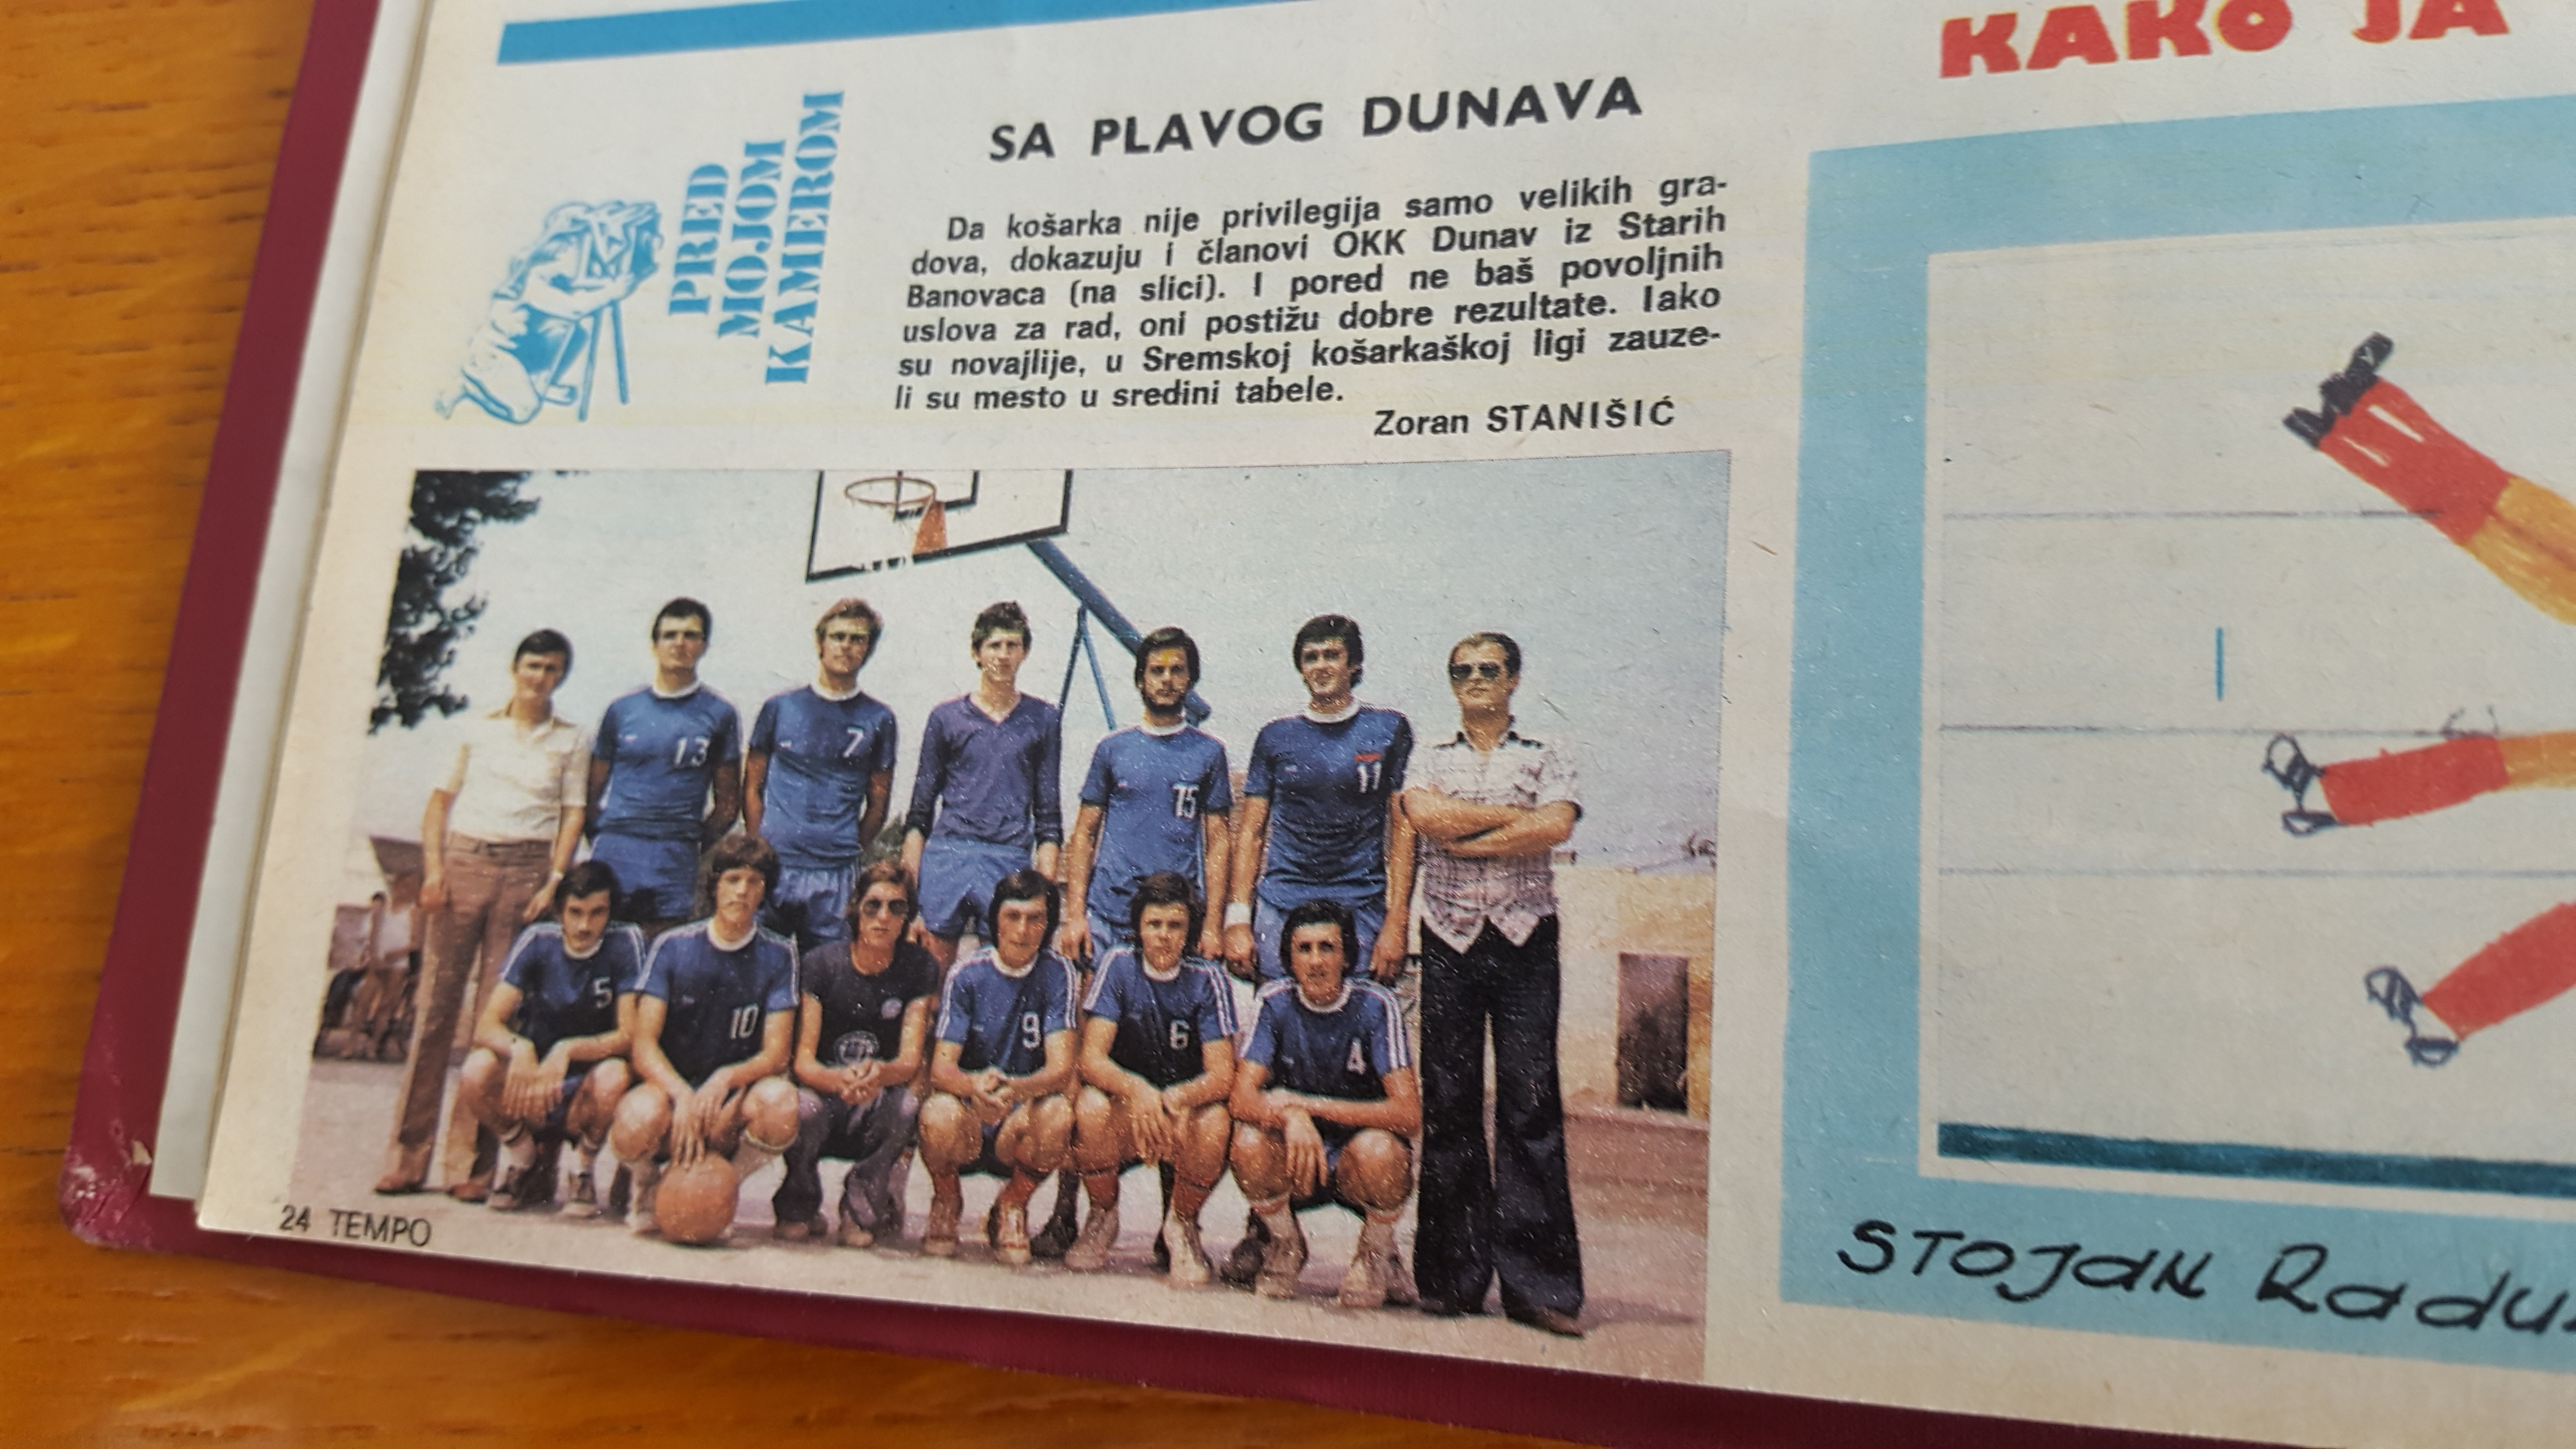 PRED
MOJOM
KAMEROM
SA PLAVOG DUNAVA
Da košarka nije privilegija samo velikih gra-
dova, dokazuju i članovi OKK Dunav iz Starih
Banovaca (na slici). I pored ne baš povoljnih
uslova za rad, oni postižu dobre rezultate. Iako
su novajlije, u Sremskoj košarkaškoj ligi zauze-
li su mesto u sredini tabele.
Zoran STANIŠIĆ
13
7
15
11
5
10
9
6
4
24 TEMPO
KAKO JA
STOJAN